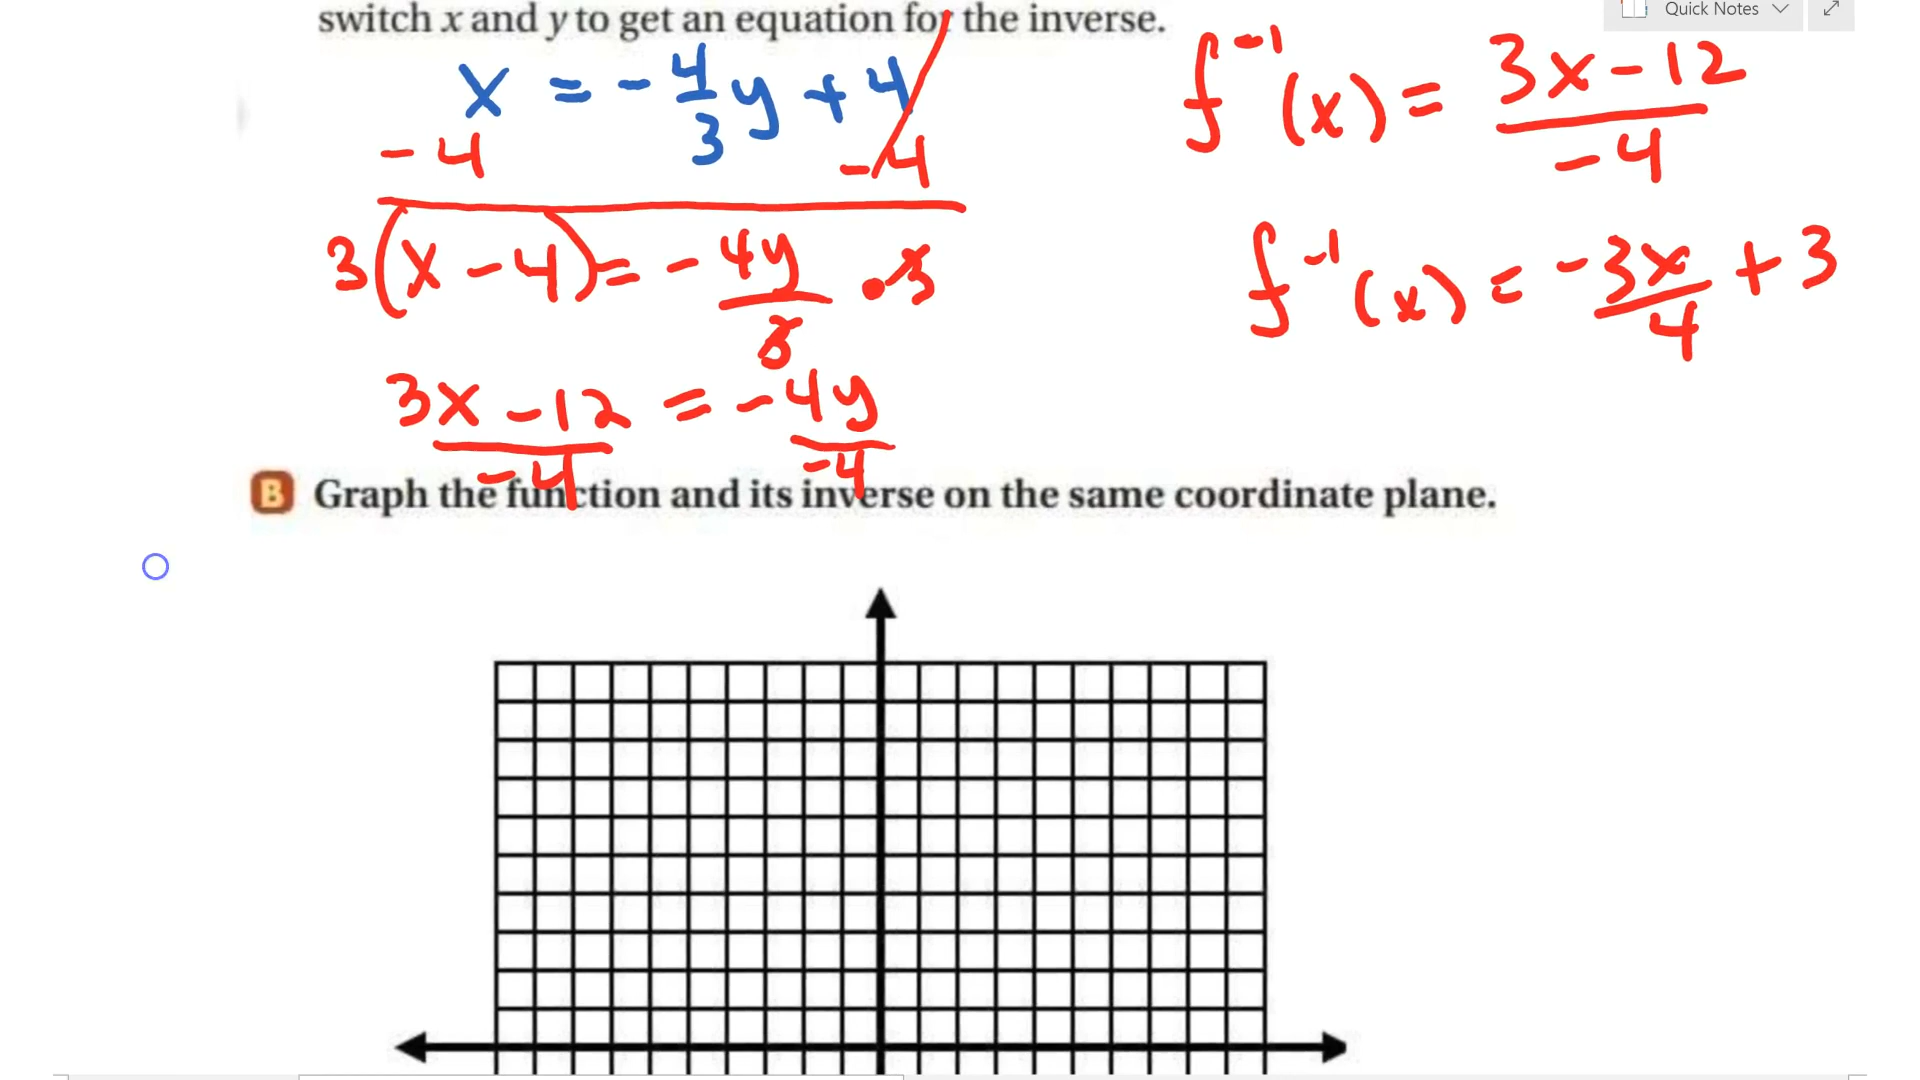 switch x and y to get an equation for the inverse.
Quick Notes
x = -4/3y + 4
-4 -4
3(x - 4) = -4y/3 • 3
3x - 12 = -4y
-4 -4
f⁻¹(x) = 3x - 12/-4
f⁻¹(x) = -3x/4 + 3
B Graph the function and its inverse on the same coordinate plane.